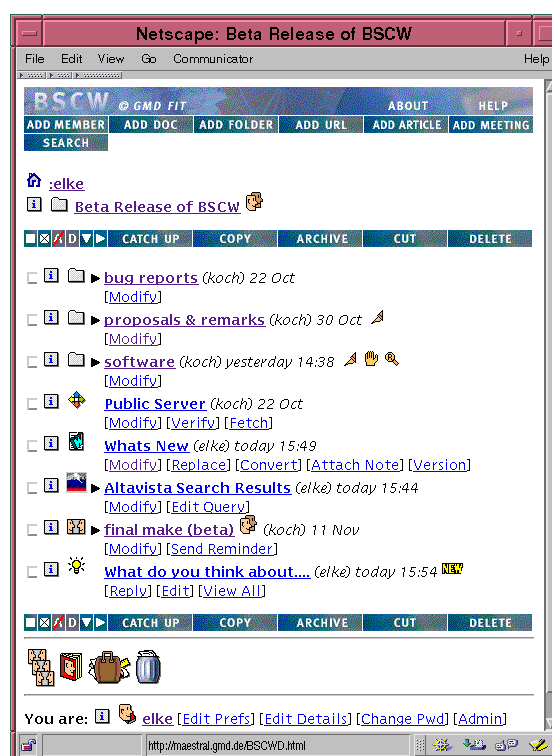 Netscape: Beta Release of BSCW
File Edit View Go Communicator Help
BSCW © GMD FIT ABOUT HELP
ADD MEMBER ADD DOC ADD FOLDER ADD URL ADD ARTICLE ADD MEETING
SEARCH
:elke
Beta Release of BSCW
CATCH UP COPY ARCHIVE CUT DELETE
bug reports (koch) 22 Oct
[Modify]
proposals & remarks (koch) 30 Oct
[Modify]
software (koch) yesterday 14:38
[Modify]
Public Server (koch) 22 Oct
[Modify] [Verify] [Fetch]
Whats New (elke) today 15:49
[Modify] [Replace] [Convert] [Attach Note] [Version]
Altavista Search Results (elke) today 15:44
[Modify] [Edit Query]
final make (beta) (koch) 11 Nov
[Modify] [Send Reminder]
What do you think about.... (elke) today 15:54 NEW
[Reply] [Edit] [View All]
CATCH UP COPY ARCHIVE CUT DELETE
You are: elke [Edit Prefs] [Edit Details] [Change Pwd] [Admin]
http://maestral.gmd.de/BSCWD.html